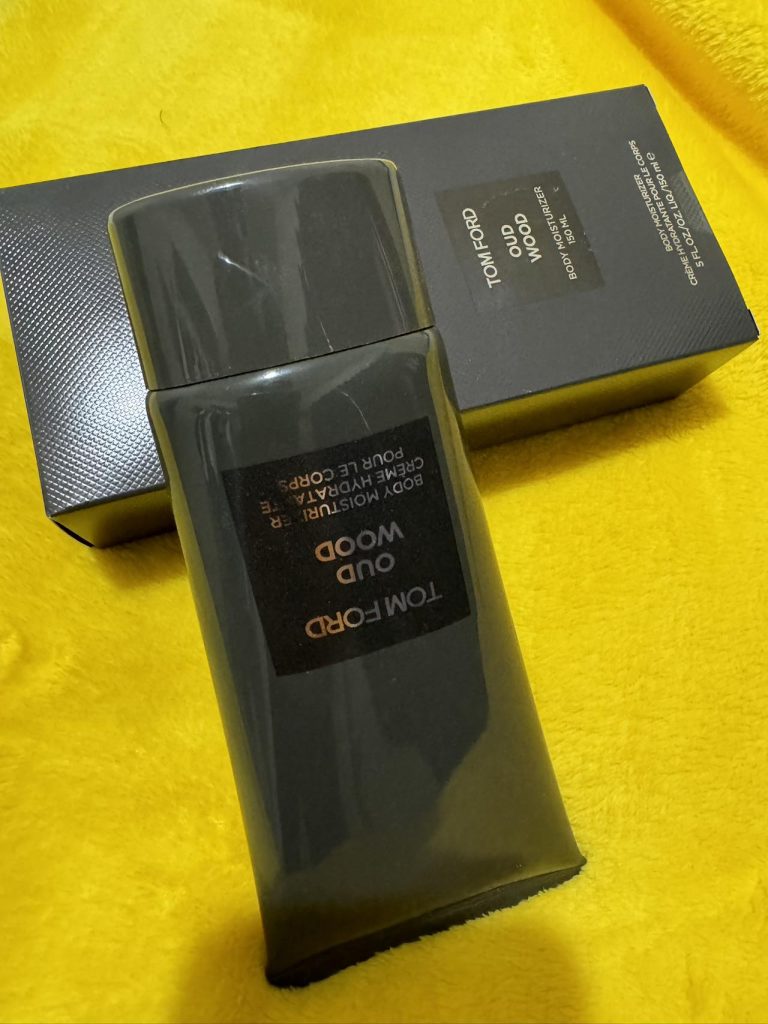 TOM FORD
OUD
WOOD
BODY MOISTURIZER
150 ML
BODY MOISTURIZER
CRÈME HYDRATANTE POUR LE CORPS
5 FL.OZ/OZ LIQ/150 ml e
TOM FORD
OUD
WOOD
BODY MOISTURIZER
CRÈME HYDRATANTE
POUR LE CORPS